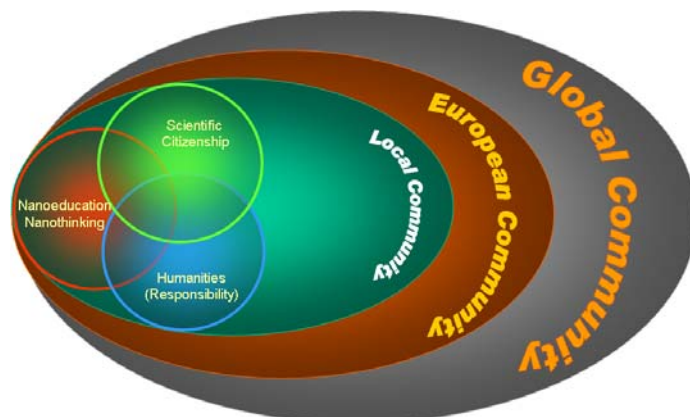 Scientific
Citizenship
Nanoeducation
Nanothinking
Humanities
(Responsibility)
Local Community
European Community
Global Community